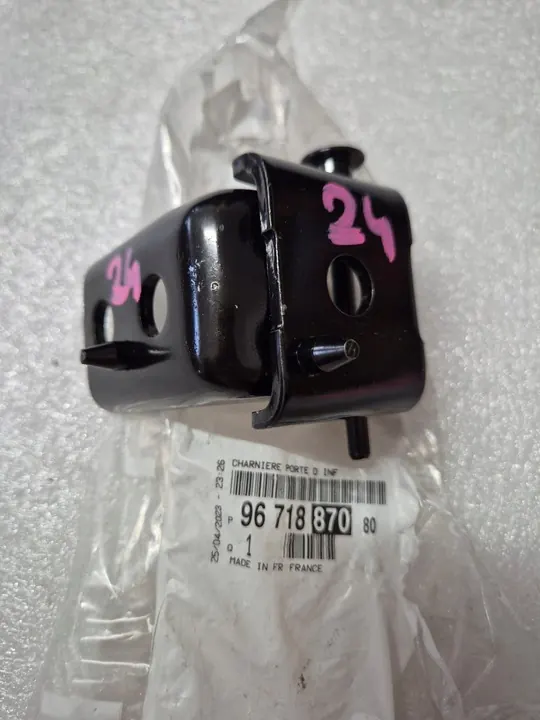 24
24
CHARNIERE PORTE D INF
P 96 718 870 80
Q 1
MADE IN FR FRANCE
25/04/2023 - 23:26